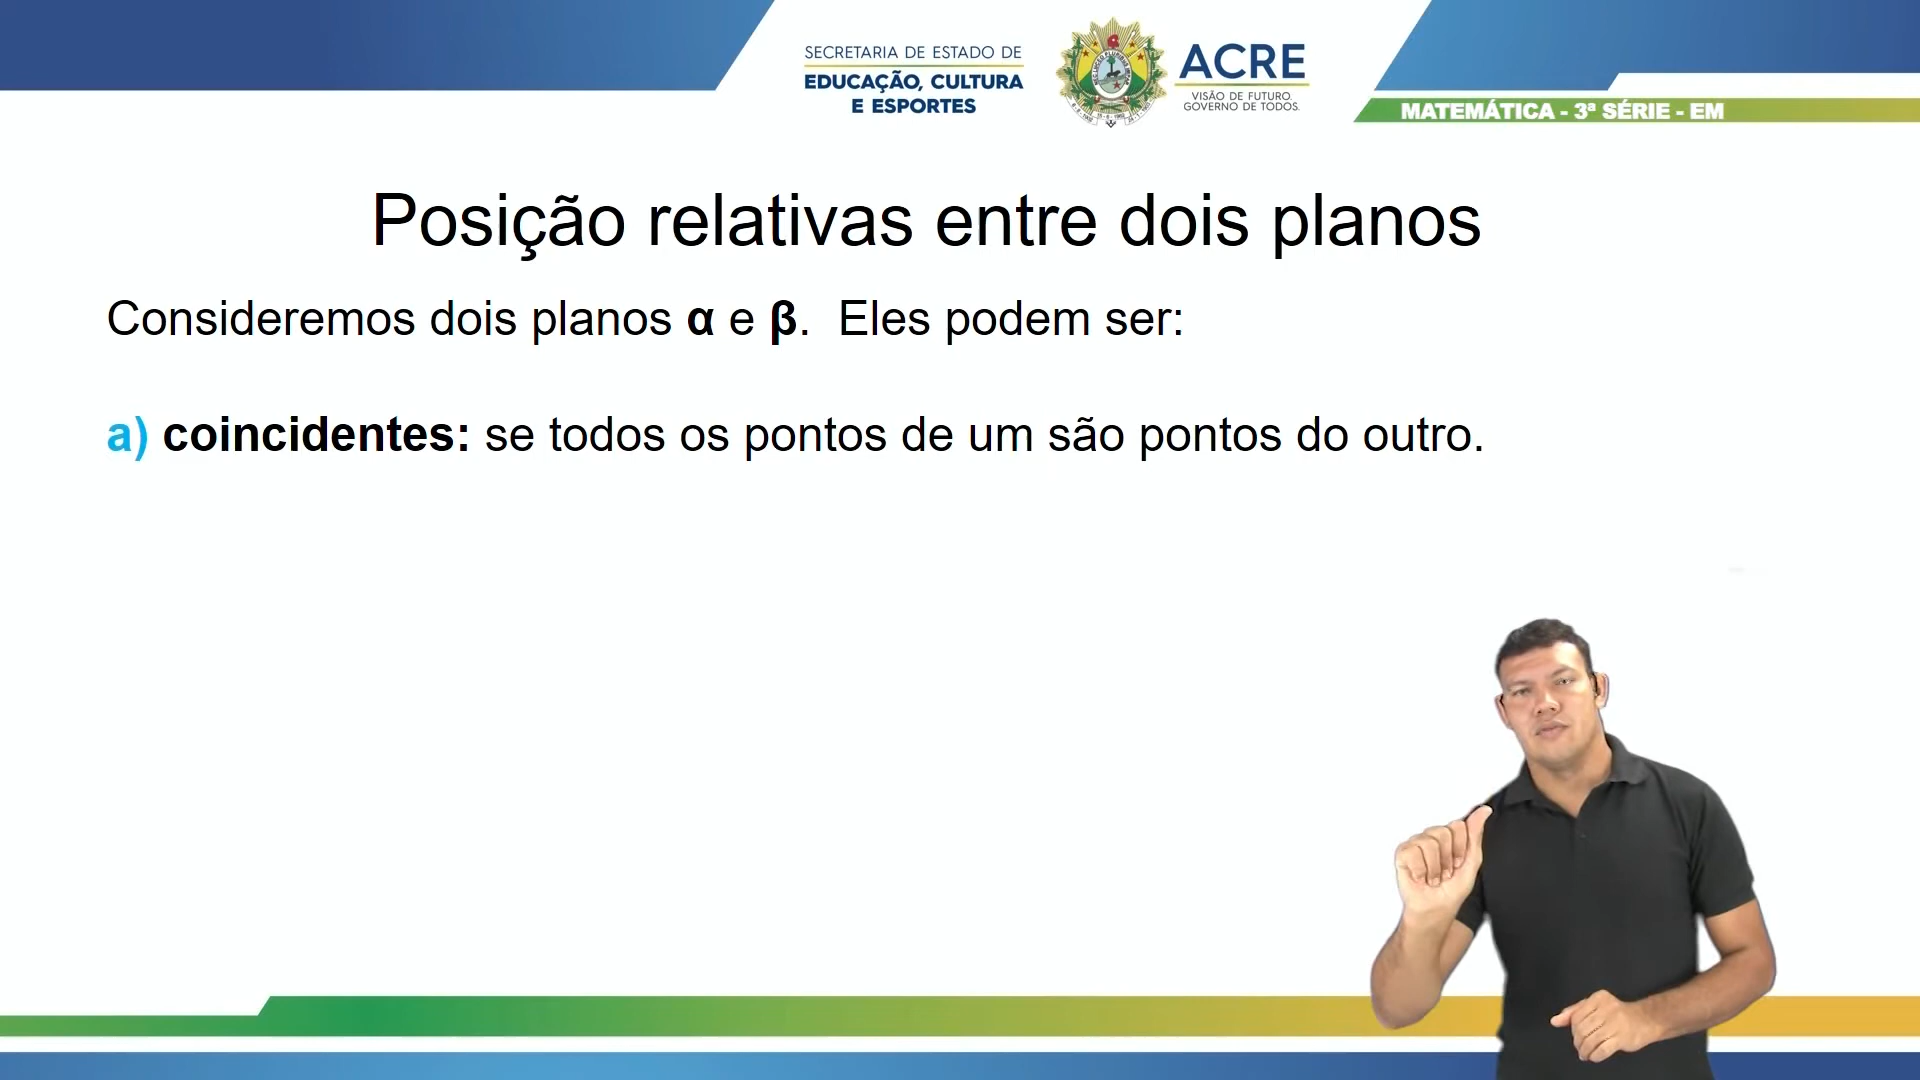 SECRETARIA DE ESTADO DE
EDUCAÇÃO, CULTURA
E ESPORTES
ACRE
VISÃO DE FUTURO.
GOVERNO DE TODOS.
MATEMÁTICA - 3ª SÉRIE - EM
Posição relativas entre dois planos
Consideremos dois planos α e β. Eles podem ser:
a) coincidentes: se todos os pontos de um são pontos do outro.